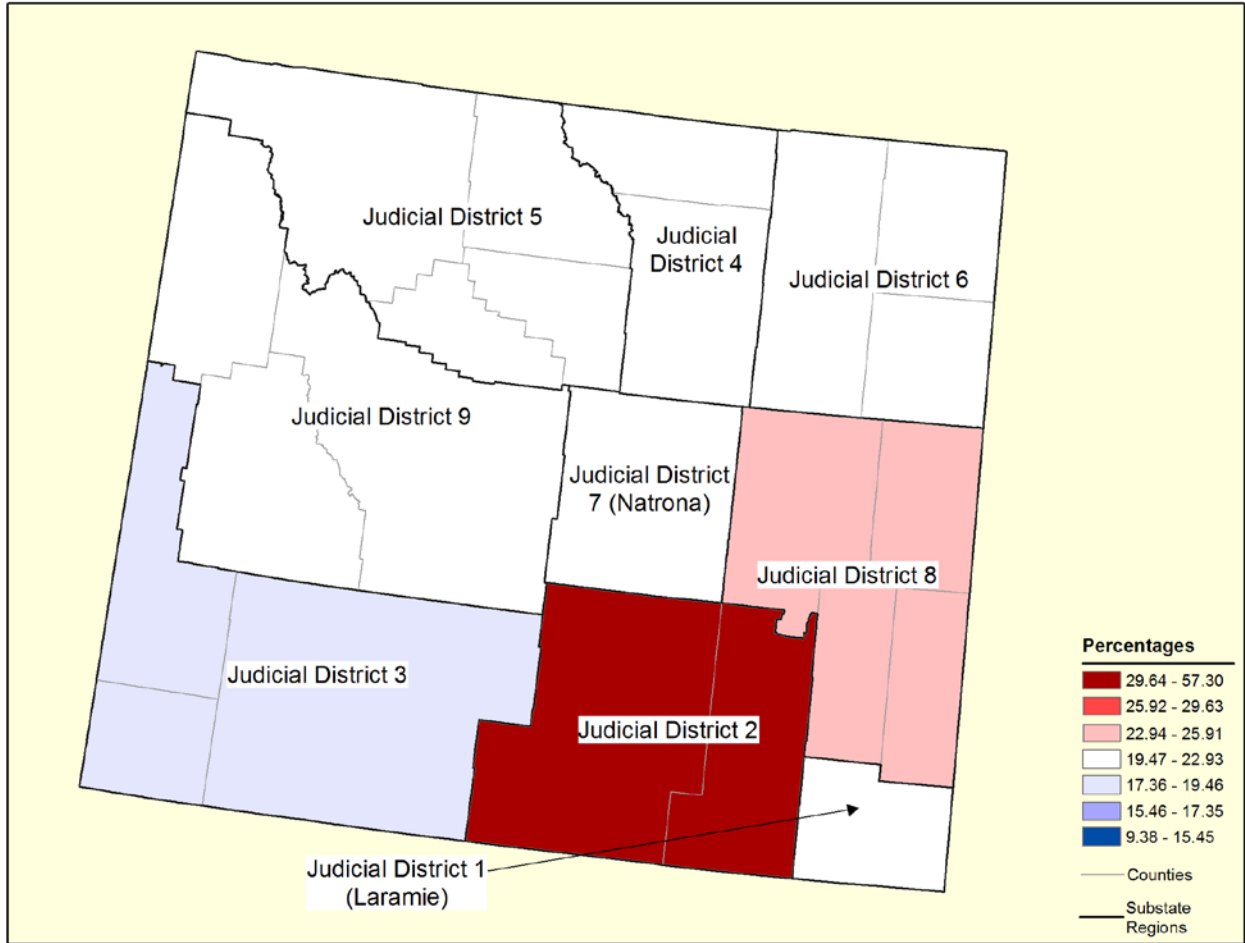 Judicial District 5
Judicial
District 4
Judicial District 6
Judicial District 9
Judicial District
7 (Natrona)
Judicial District 8
Judicial District 3
Judicial District 2
Judicial District 1
(Laramie)
Percentages
29.64 - 57.30
25.92 - 29.63
22.94 - 25.91
19.47 - 22.93
17.36 - 19.46
15.46 - 17.35
9.38 - 15.45
Counties
Substate
Regions